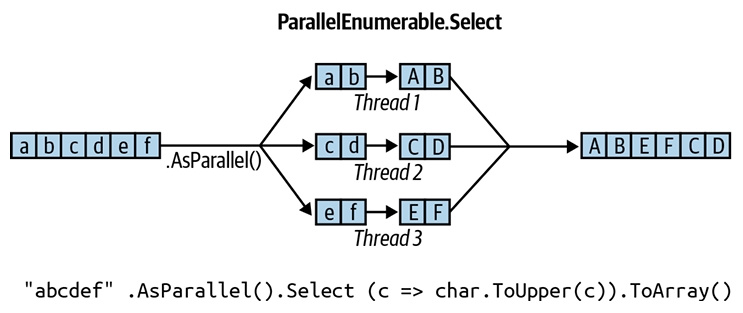 ParallelEnumerable.Select
a b A B
Thread 1
a b c d e f .AsParallel() c d C D A B E F C D
Thread 2
e f E F
Thread 3
"abcdef" .AsParallel().Select (c => char.ToUpper(c)).ToArray()